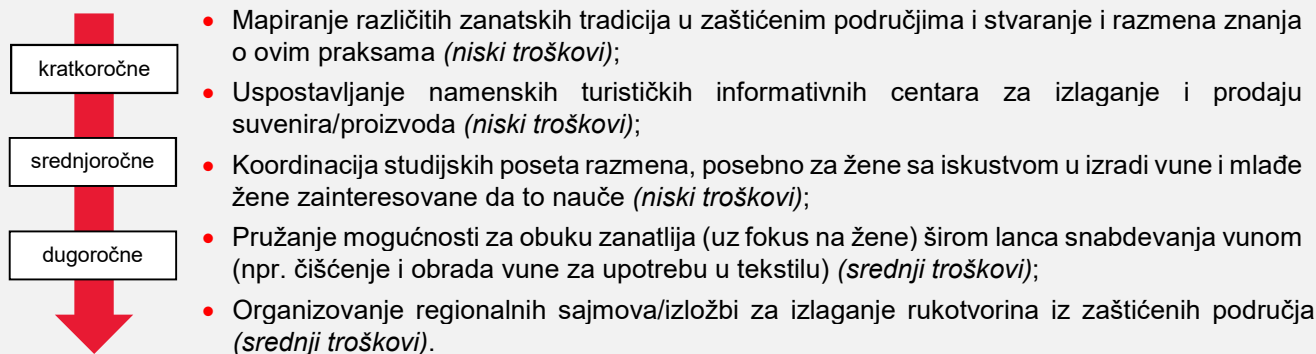 kratkoročne
srednjoročne
dugoročne
• Mapiranje različitih zanatskih tradicija u zaštićenim područjima i stvaranje i razmena znanja
o ovim praksama (niski troškovi);
• Uspostavljanje namenskih turističkih informativnih centara za izlaganje i prodaju
suvenira/proizvoda (niski troškovi);
• Koordinacija studijskih poseta razmena, posebno za žene sa iskustvom u izradi vune i mlađe
žene zainteresovane da to nauče (niski troškovi);
• Pružanje mogućnosti za obuku zanatlija (uz fokus na žene) širom lanca snabdevanja vunom
(npr. čišćenje i obrada vune za upotrebu u tekstilu) (srednji troškovi);
• Organizovanje regionalnih sajmova/izložbi za izlaganje rukotvorina iz zaštićenih područja
(srednji troškovi).